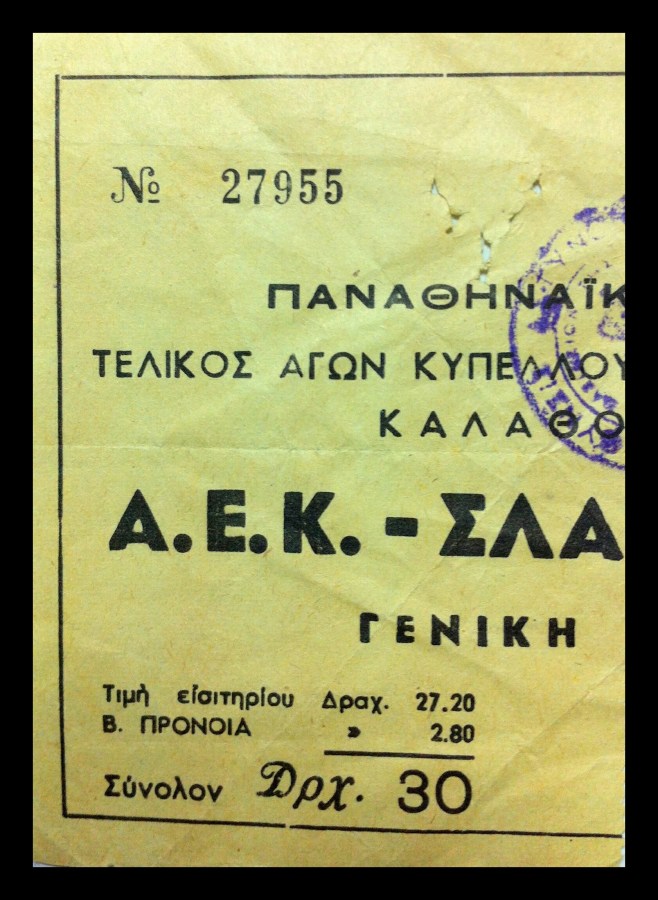 № 27955
ΠΑΝΑΘΗΝΑΪΚ
ΤΕΛΙΚΟΣ ΑΓΩΝ ΚΥΠΕΛΛΟΥ
ΚΑΛΑΘΟ
Α.Ε.Κ. - ΣΛΑ
ΓΕΝΙΚΗ
Τιμή εἰσιτηρίου Δραχ. 27.20
Β. ΠΡΟΝΟΙΑ » 2.80
Σύνολον Δρχ. 30